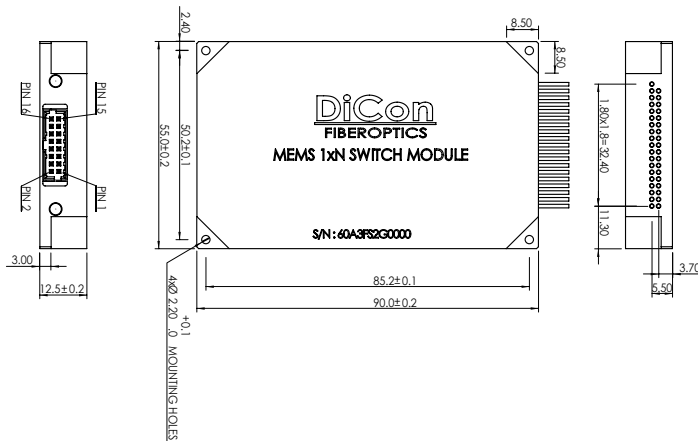 2.40
8.50
8.50
PIN 16
PIN 15
PIN 2
PIN 1
3.00
12.5±0.2
55.0±0.2
50.2±0.1
DiCon
FIBEROPTICS
MEMS 1xN SWITCH MODULE
S/N : 60A3FS2G0000
85.2±0.1
90.0±0.2
4xØ 2.20 +0.1 .0 MOUNTING HOLES
1.80x1.8=32.40
11.30
3.70
5.50